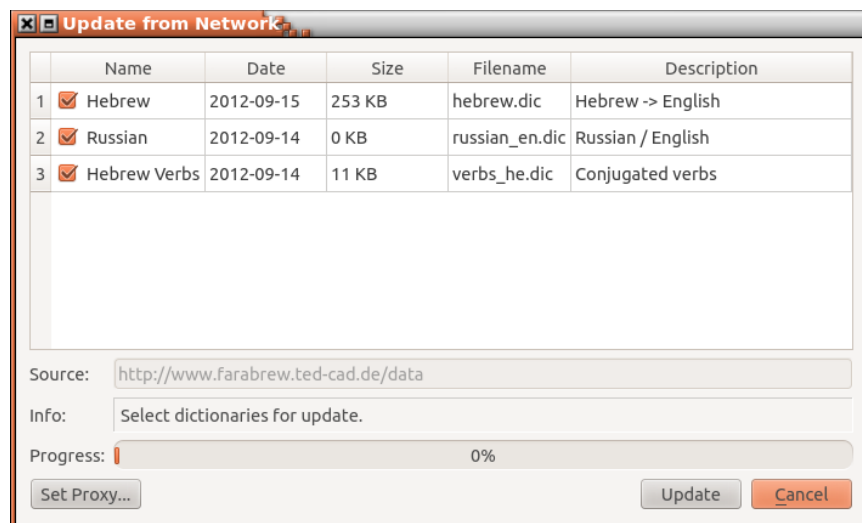 Update from Network
Name Date Size Filename Description
1 Hebrew 2012-09-15 253 KB hebrew.dic Hebrew -> English
2 Russian 2012-09-14 0 KB russian_en.dic Russian / English
3 Hebrew Verbs 2012-09-14 11 KB verbs_he.dic Conjugated verbs
Source: http://www.farabrew.ted-cad.de/data
Info: Select dictionaries for update.
Progress: 0%
Set Proxy... Update Cancel